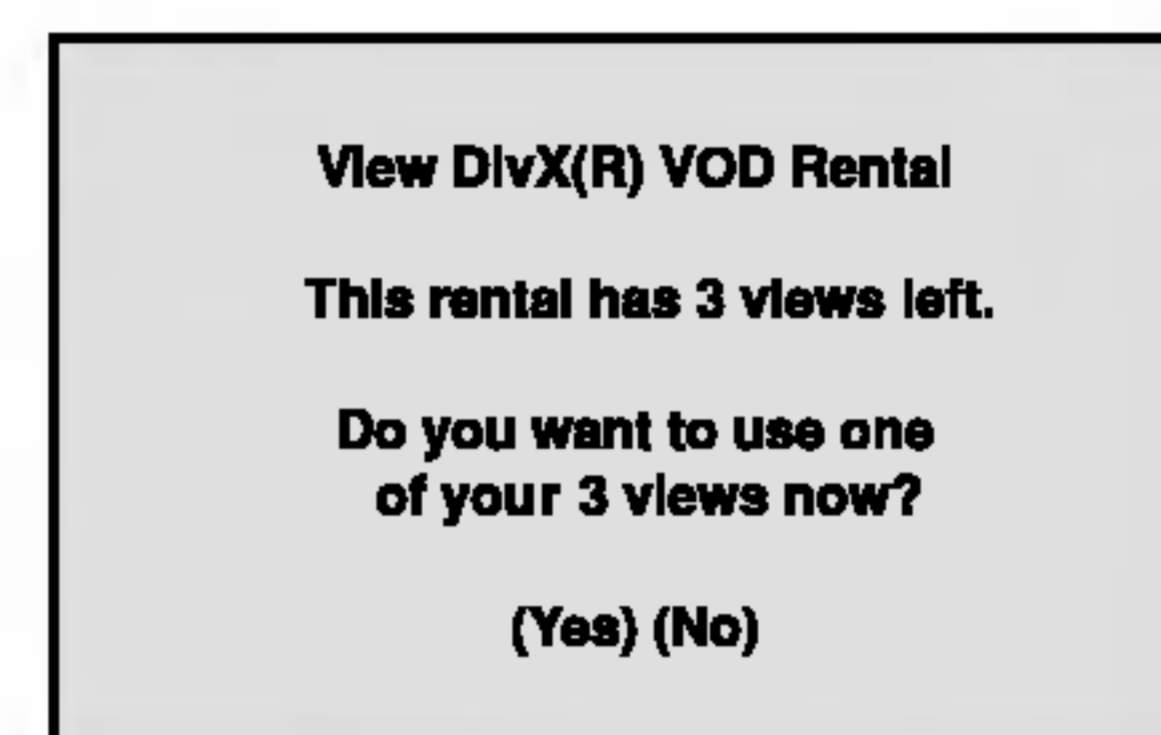 View DivX(R) VOD Rental
This rental has 3 views left.
Do you want to use one
of your 3 views now?
(Yes) (No)